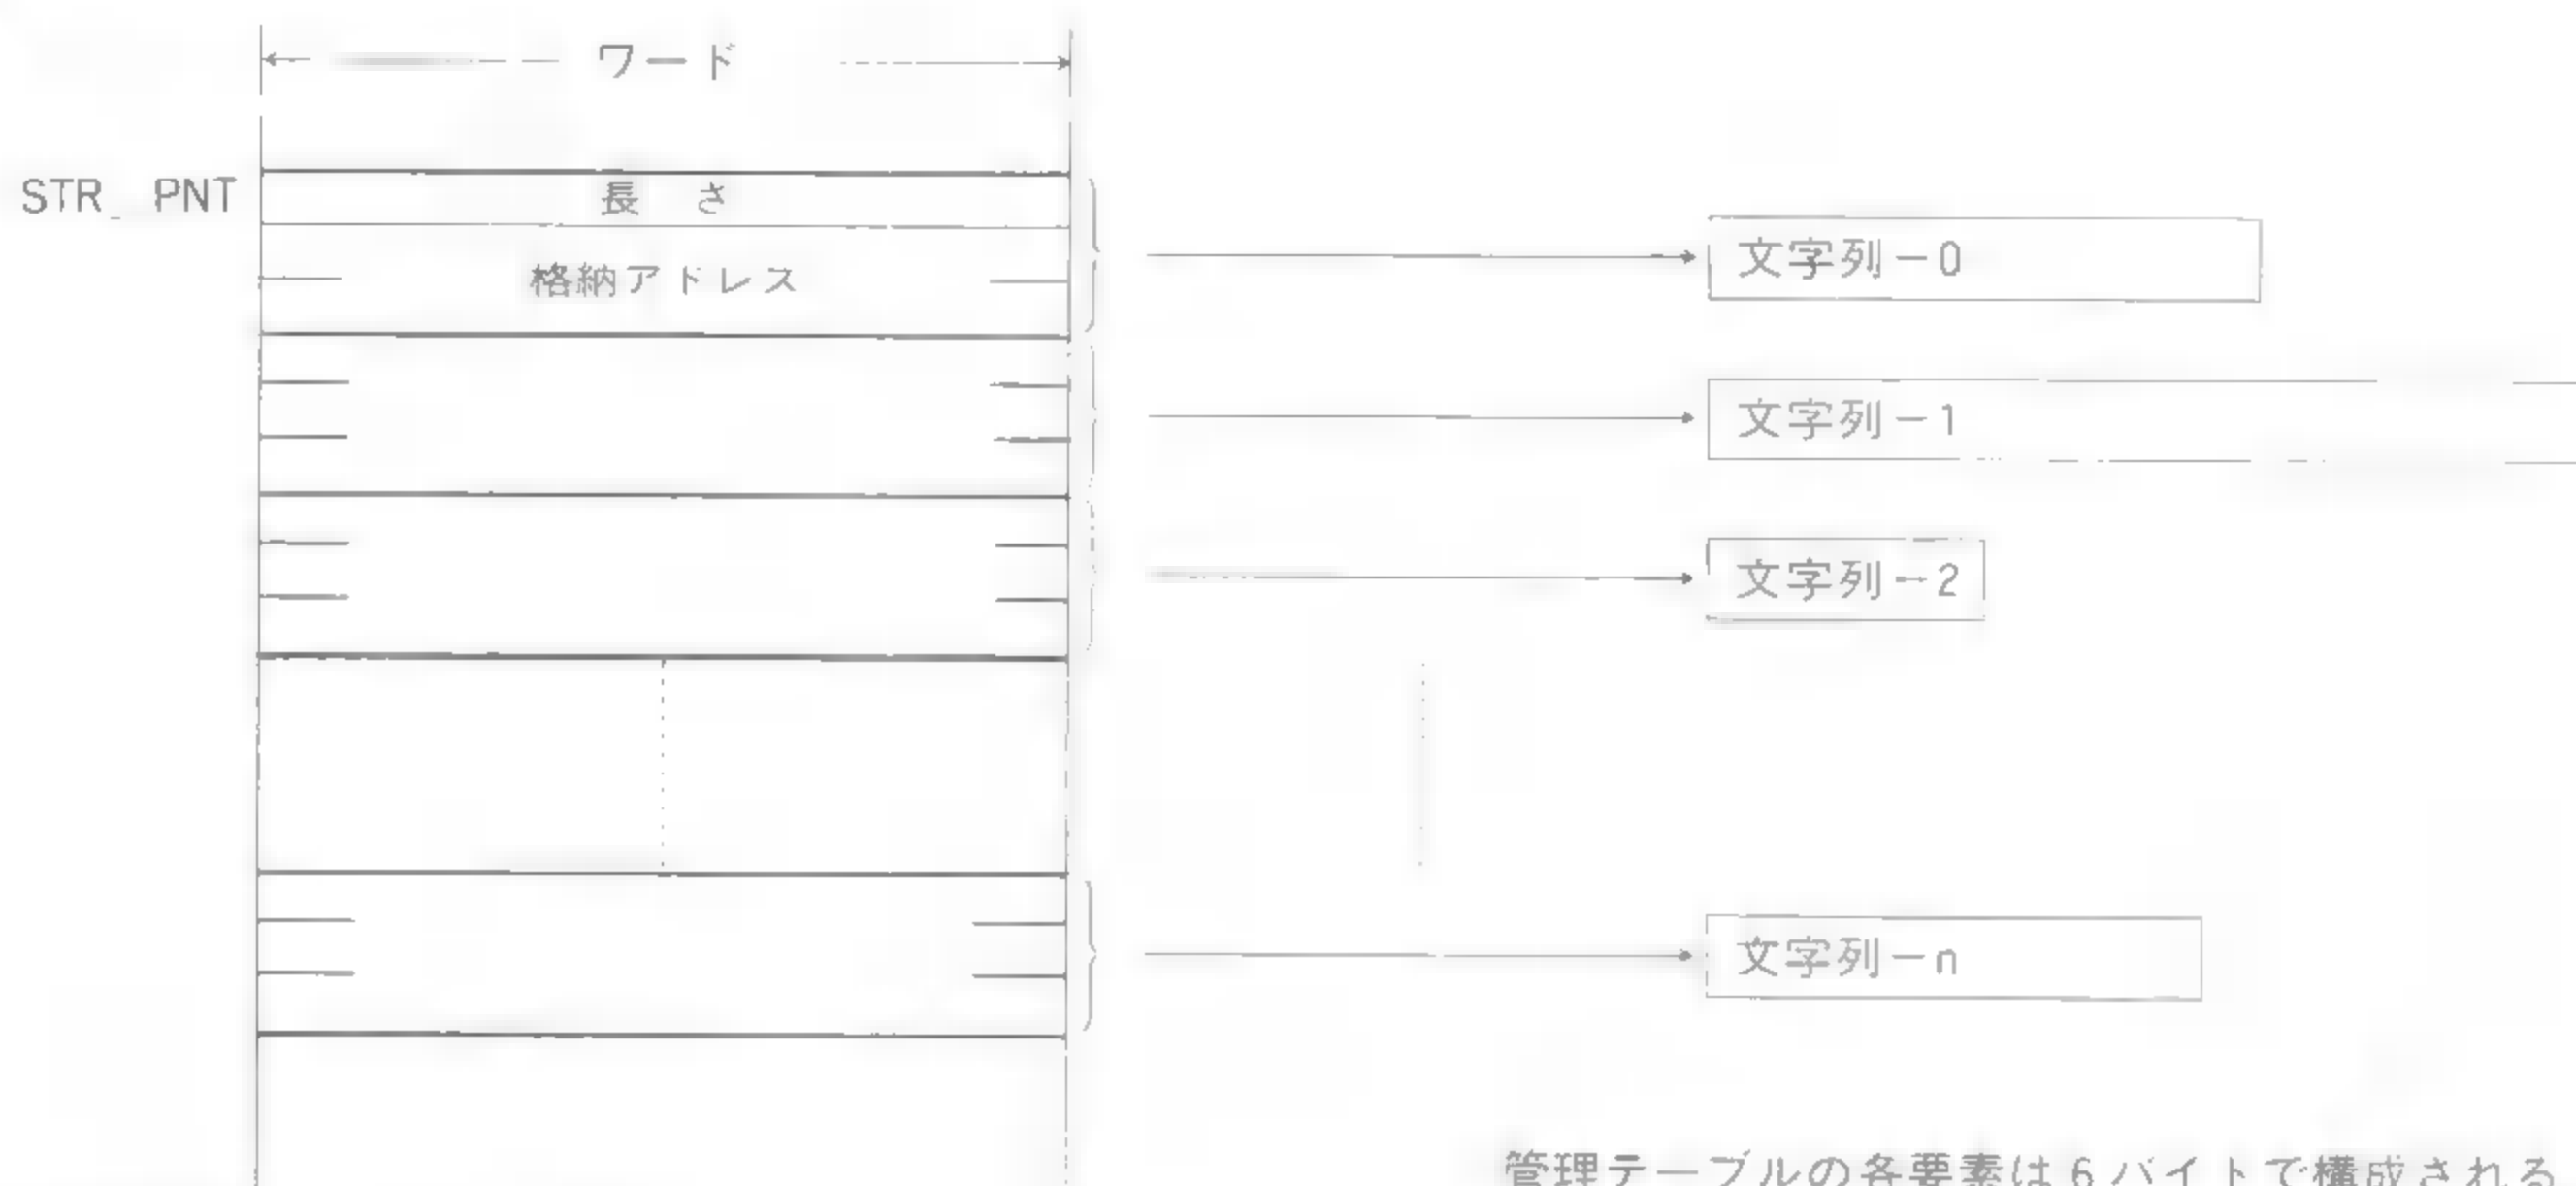 ワード
STR_ PNT
長 さ
格納アドレス
文字列－0
文字列－1
文字列－2
文字列－n
管理テーブルの各要素は6バイトで構成される